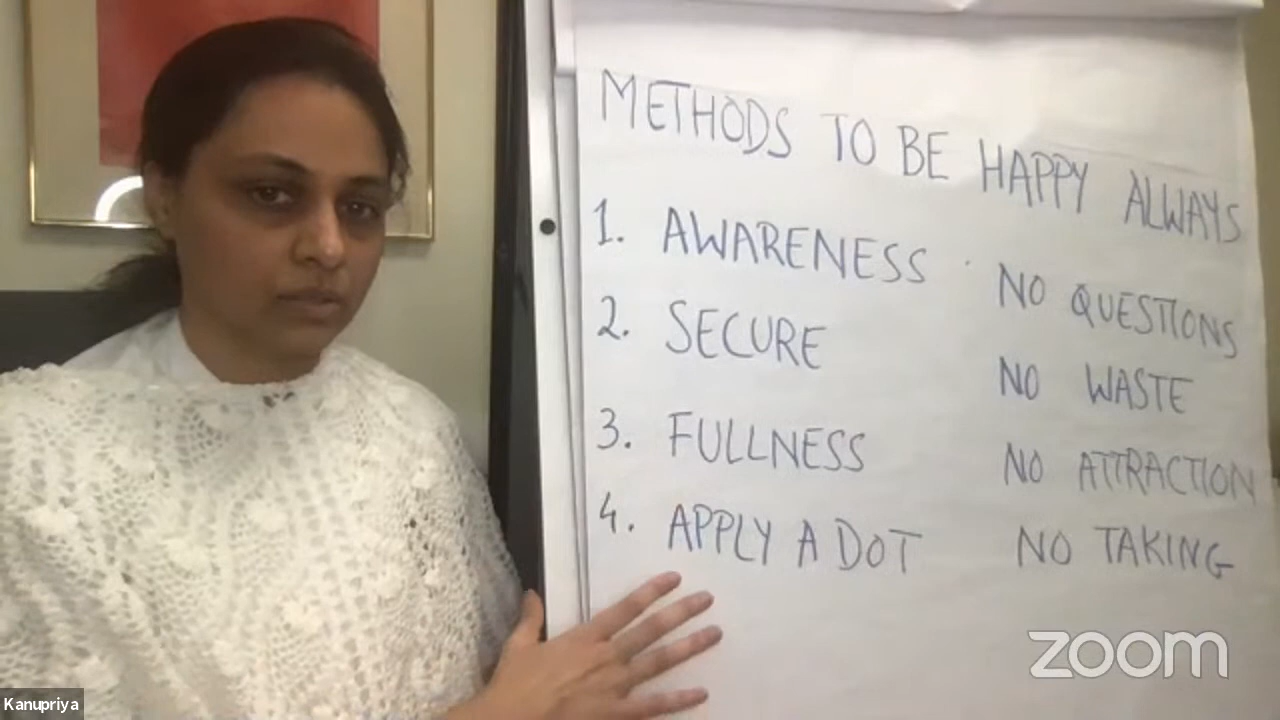 METHODS TO BE HAPPY ALWAYS
1. AWARENESS NO QUESTIONS
2. SECURE NO WASTE
3. FULLNESS NO ATTRACTION
4. APPLY A DOT NO TAKING
zoom
Kanupriya